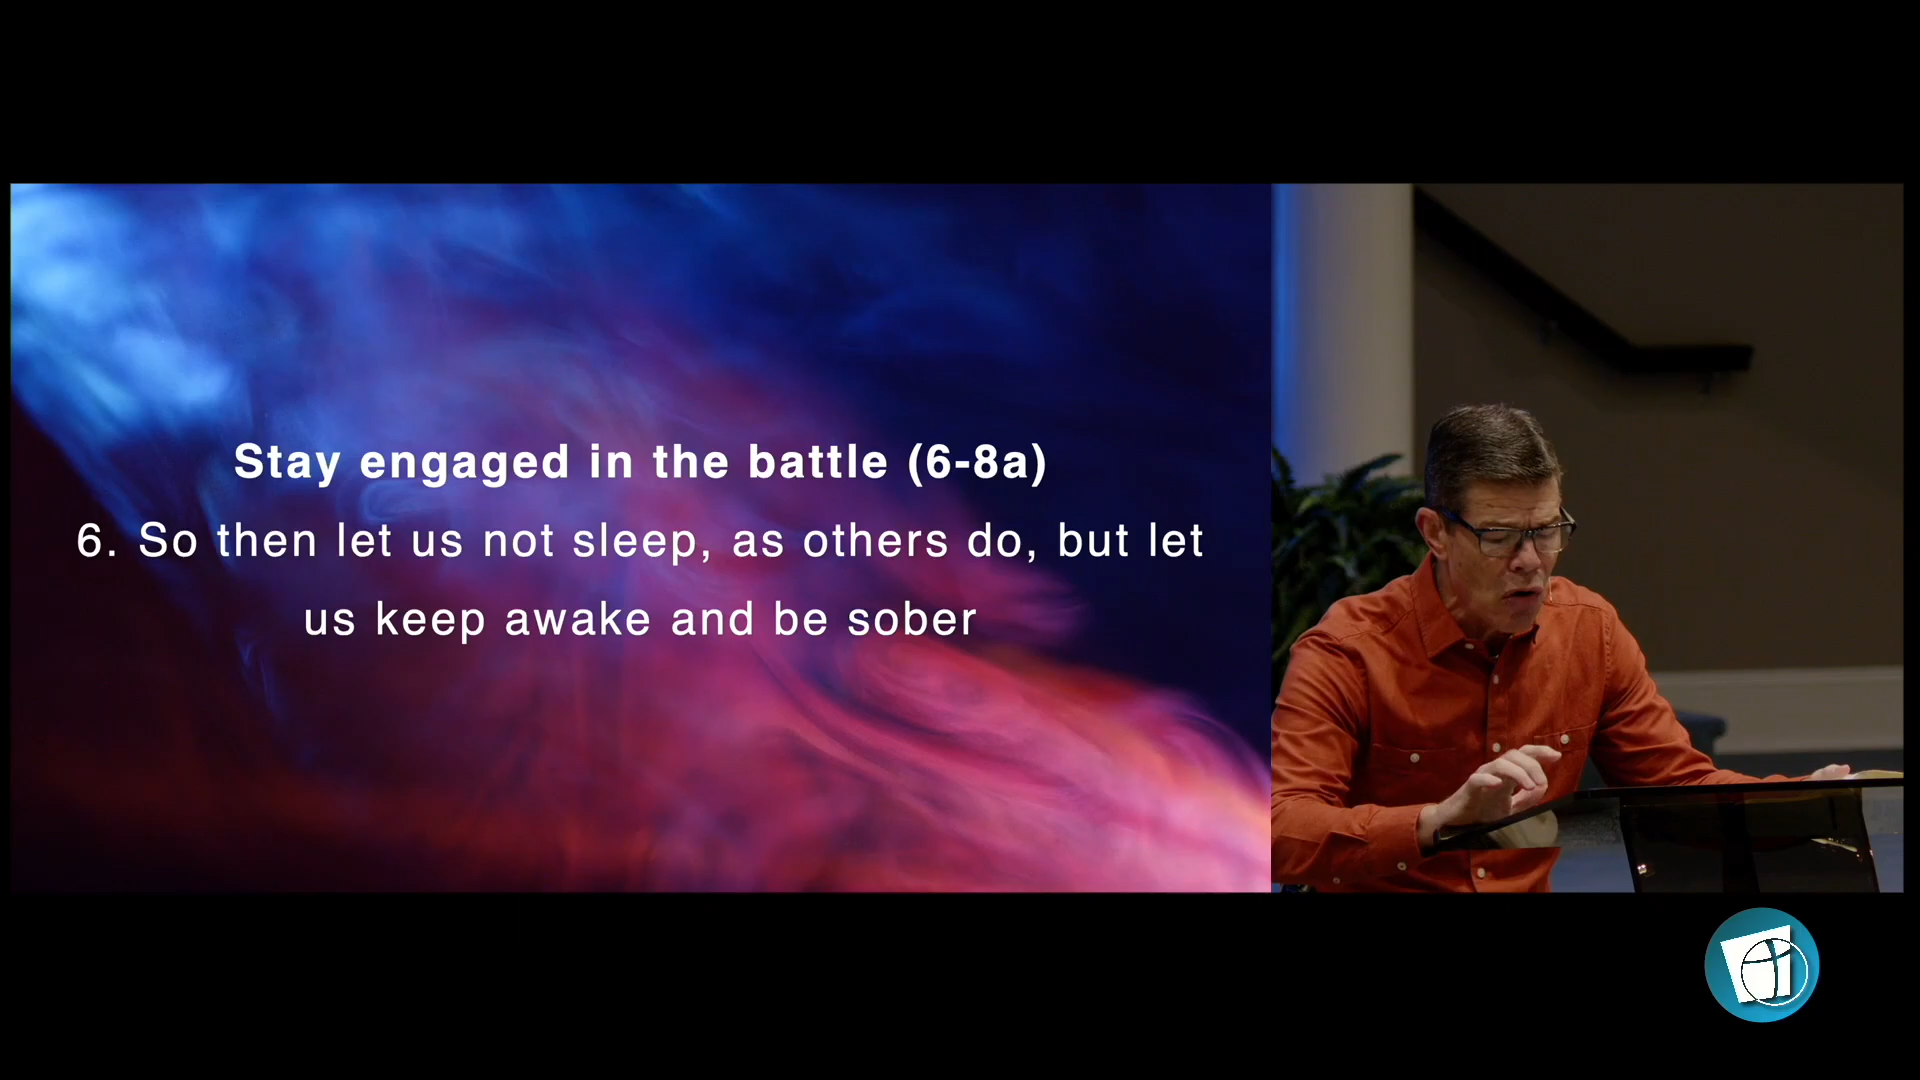 Stay engaged in the battle (6-8a)
6. So then let us not sleep, as others do, but let
us keep awake and be sober